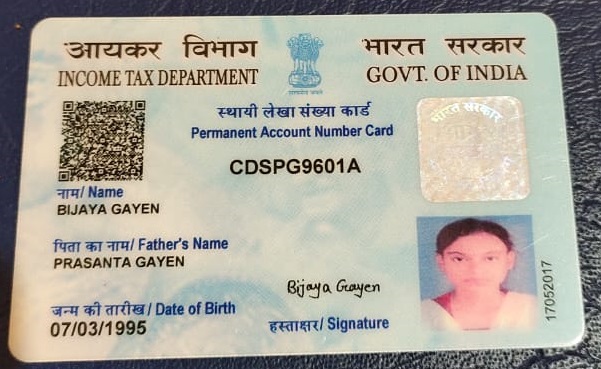 आयकर विभाग
INCOME TAX DEPARTMENT
भारत सरकार
GOVT. OF INDIA
स्थायी लेखा संख्या कार्ड
Permanent Account Number Card
CDSPG9601A
भारत सरकार
नाम/ Name
BIJAYA GAYEN
पिता का नाम/ Father's Name
PRASANTA GAYEN
Bijaya Gayen
जन्म की तारीख/ Date of Birth
07/03/1995
हस्ताक्षर/ Signature
17052017